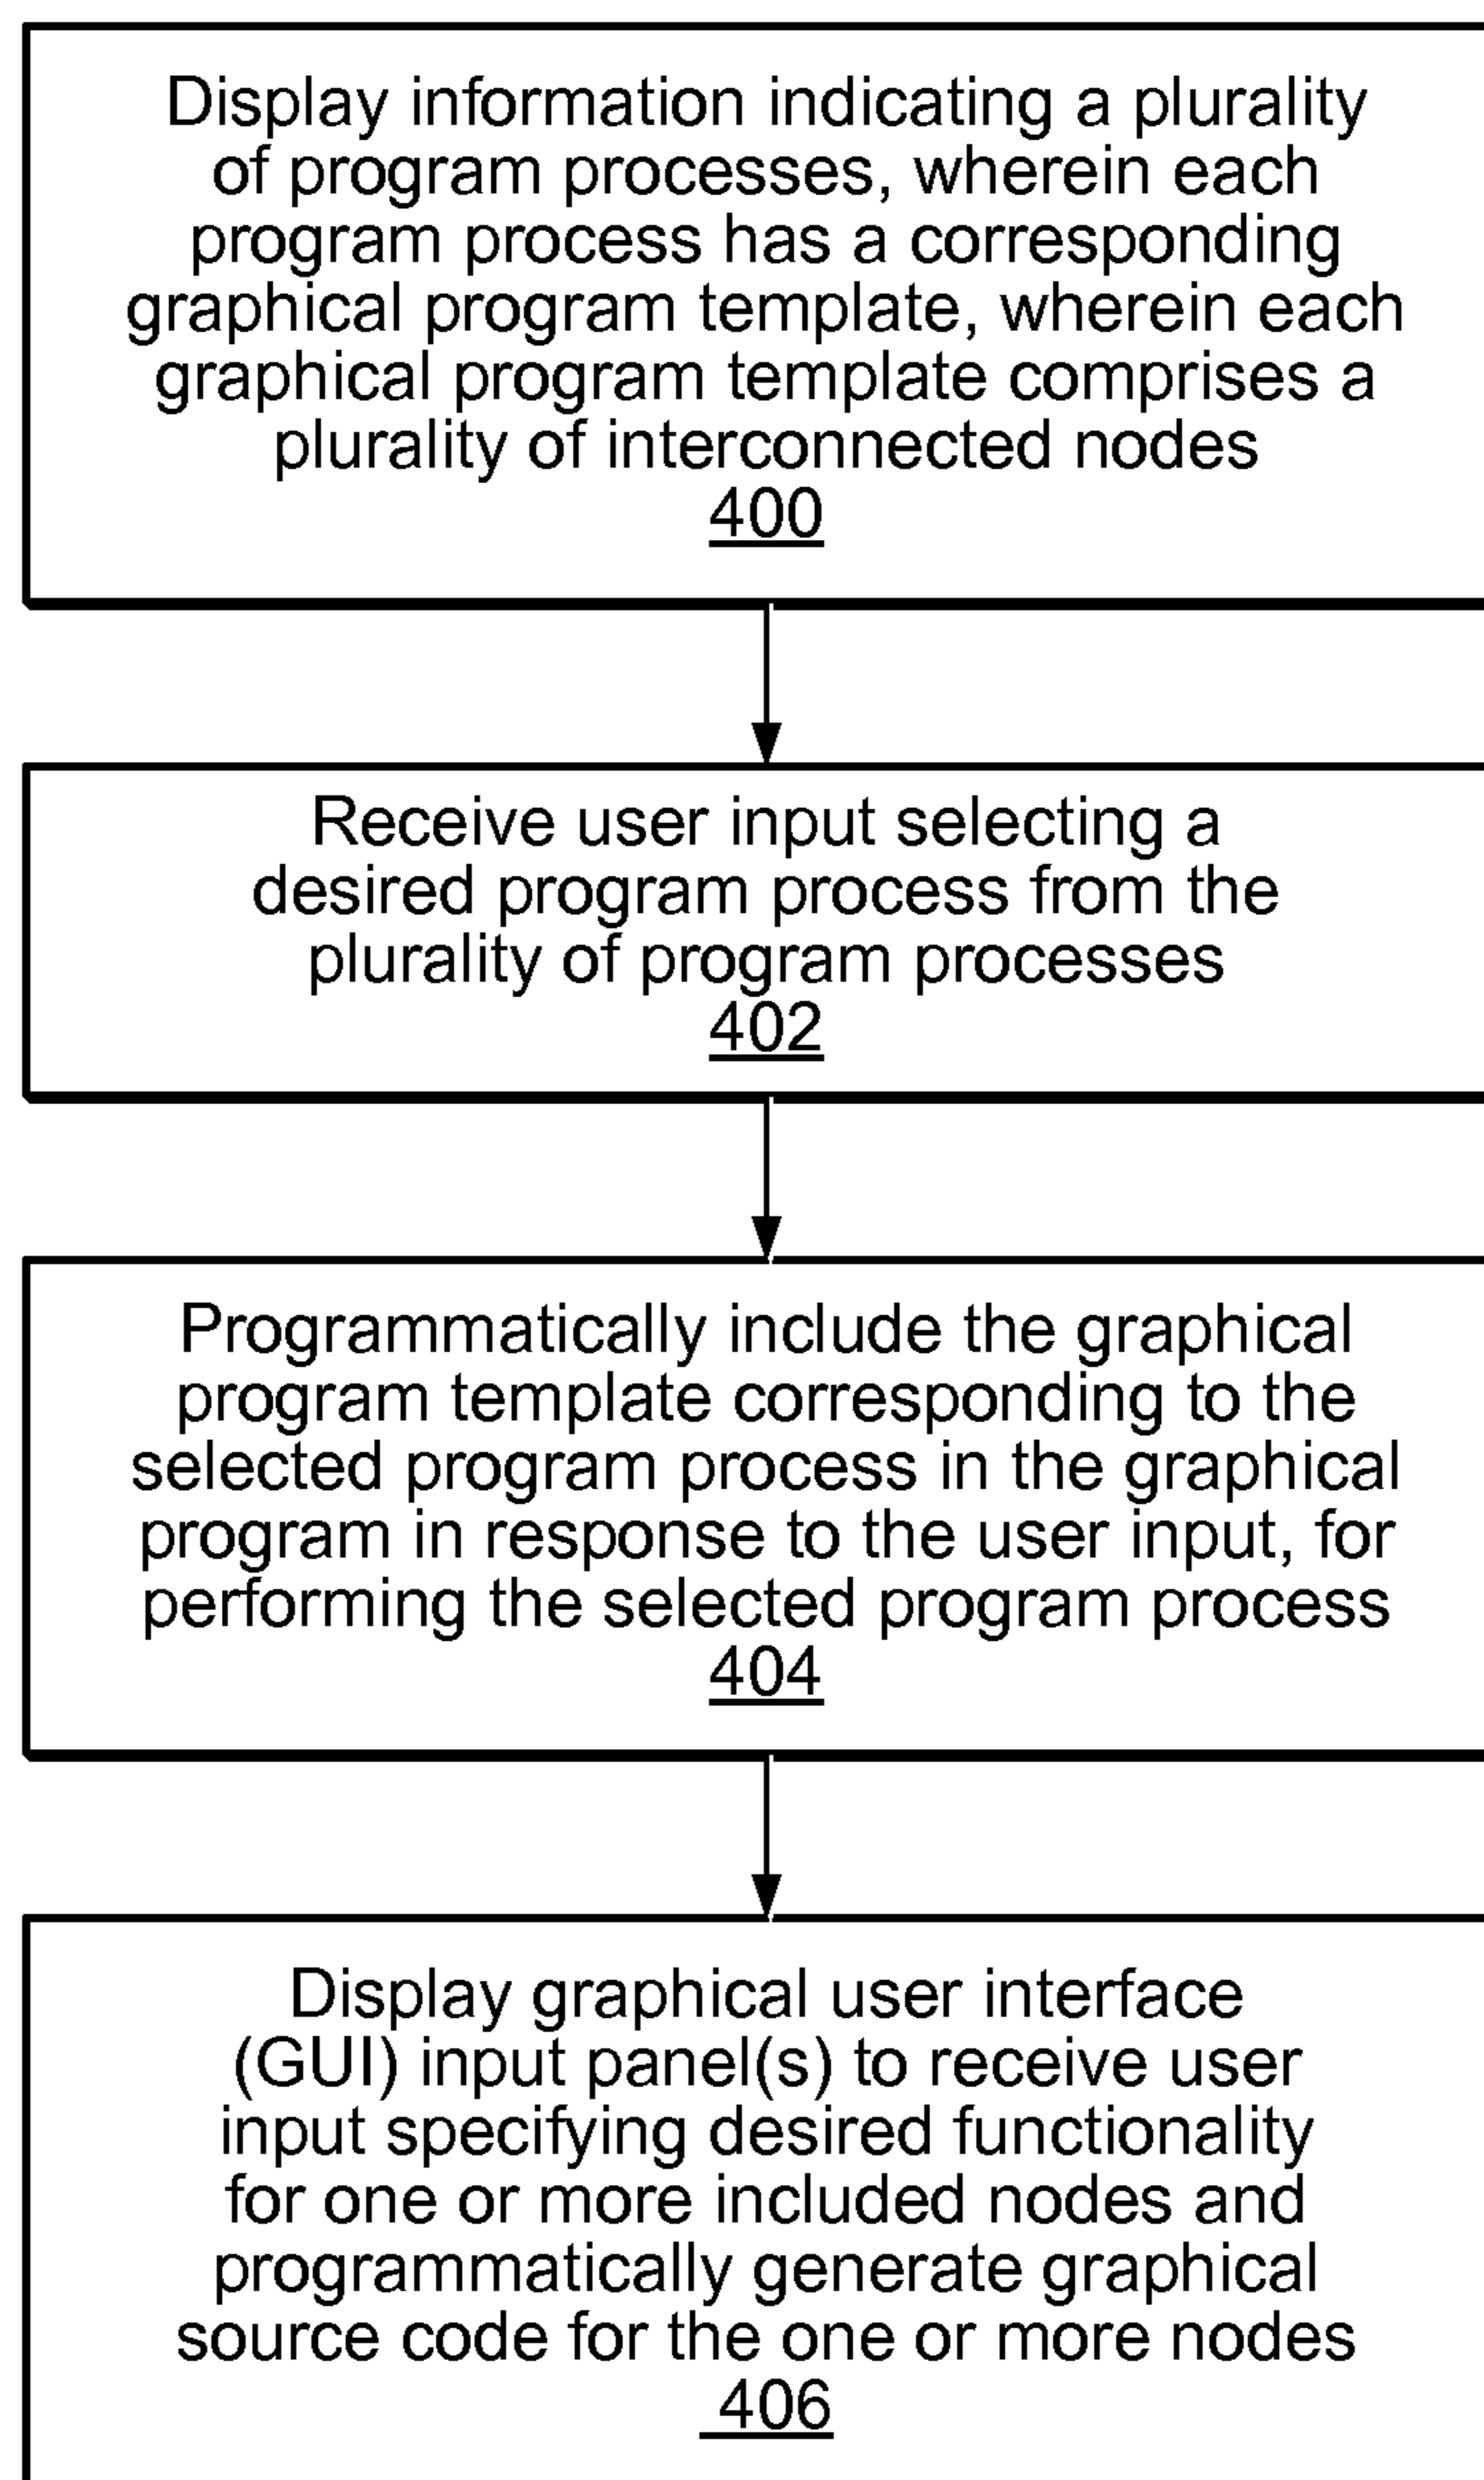 Display information indicating a plurality
of program processes, wherein each
program process has a corresponding
graphical program template, wherein each
graphical program template comprises a
plurality of interconnected nodes
400
Receive user input selecting a
desired program process from the
plurality of program processes
402
Programmatically include the graphical
program template corresponding to the
selected program process in the graphical
program in response to the user input, for
performing the selected program process
404
Display graphical user interface
(GUI) input panel(s) to receive user
input specifying desired functionality
for one or more included nodes and
programmatically generate graphical
source code for the one or more nodes
406